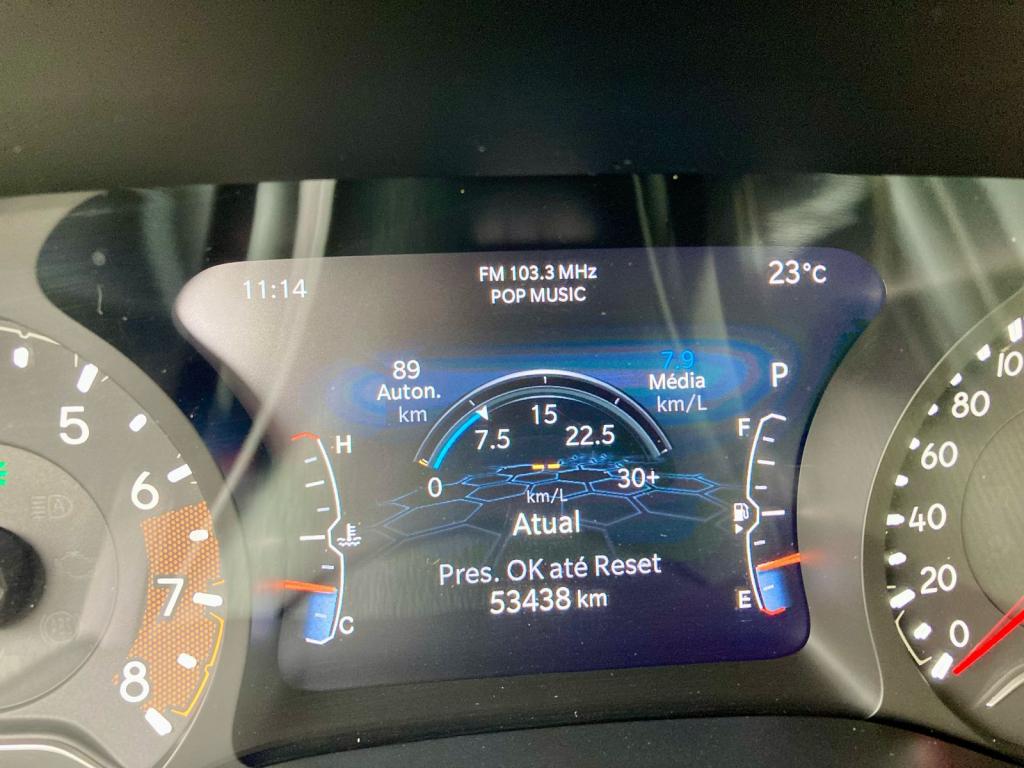 11:14
FM 103.3 MHz
POP MUSIC
23°C
89
Auton.
km
7.9
Média
km/L
P
0
7.5
15
22.5
30+
km/L
Atual
Pres. OK até Reset
53438 km
H
C
F
E
5
6
7
8
0
20
40
60
80